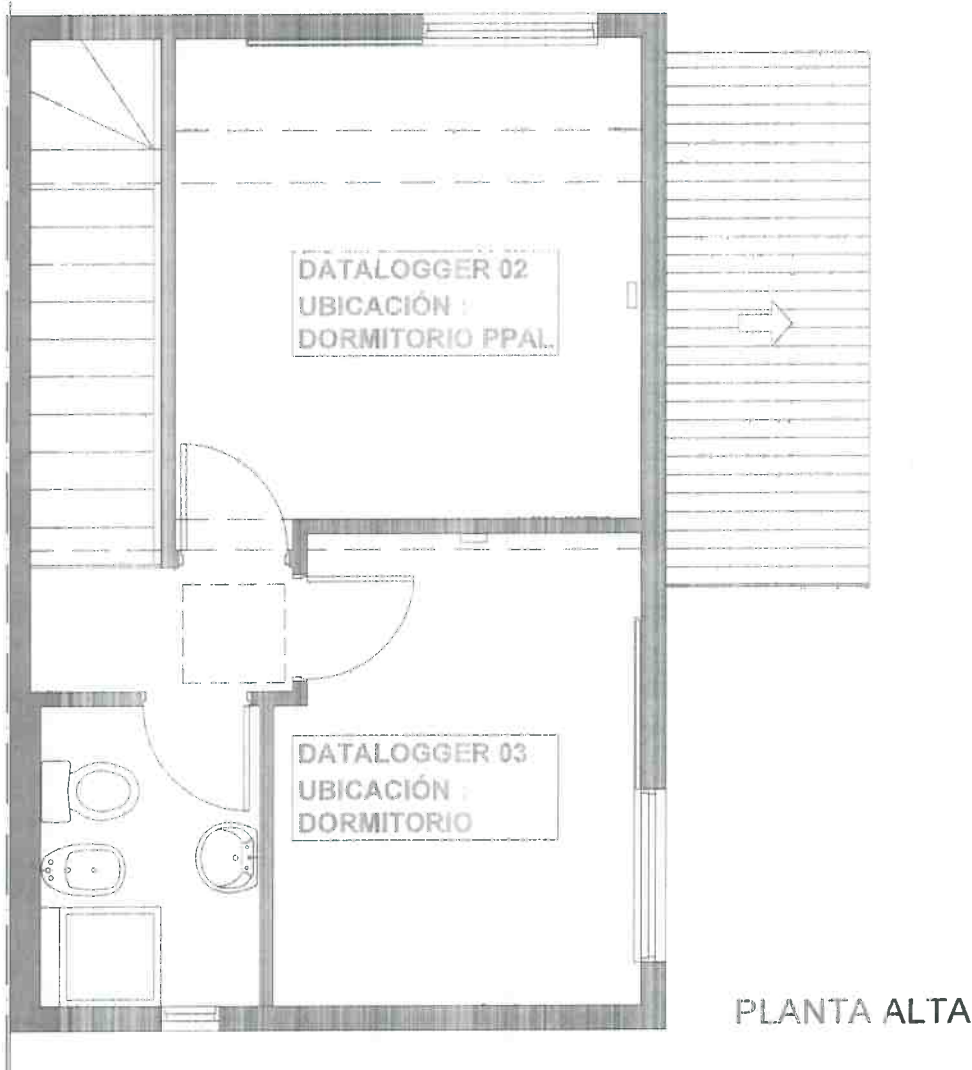 DATALOGGER 02
UBICACIÓN :
DORMITORIO PPAL.
DATALOGGER 03
UBICACIÓN :
DORMITORIO
PLANTA ALTA